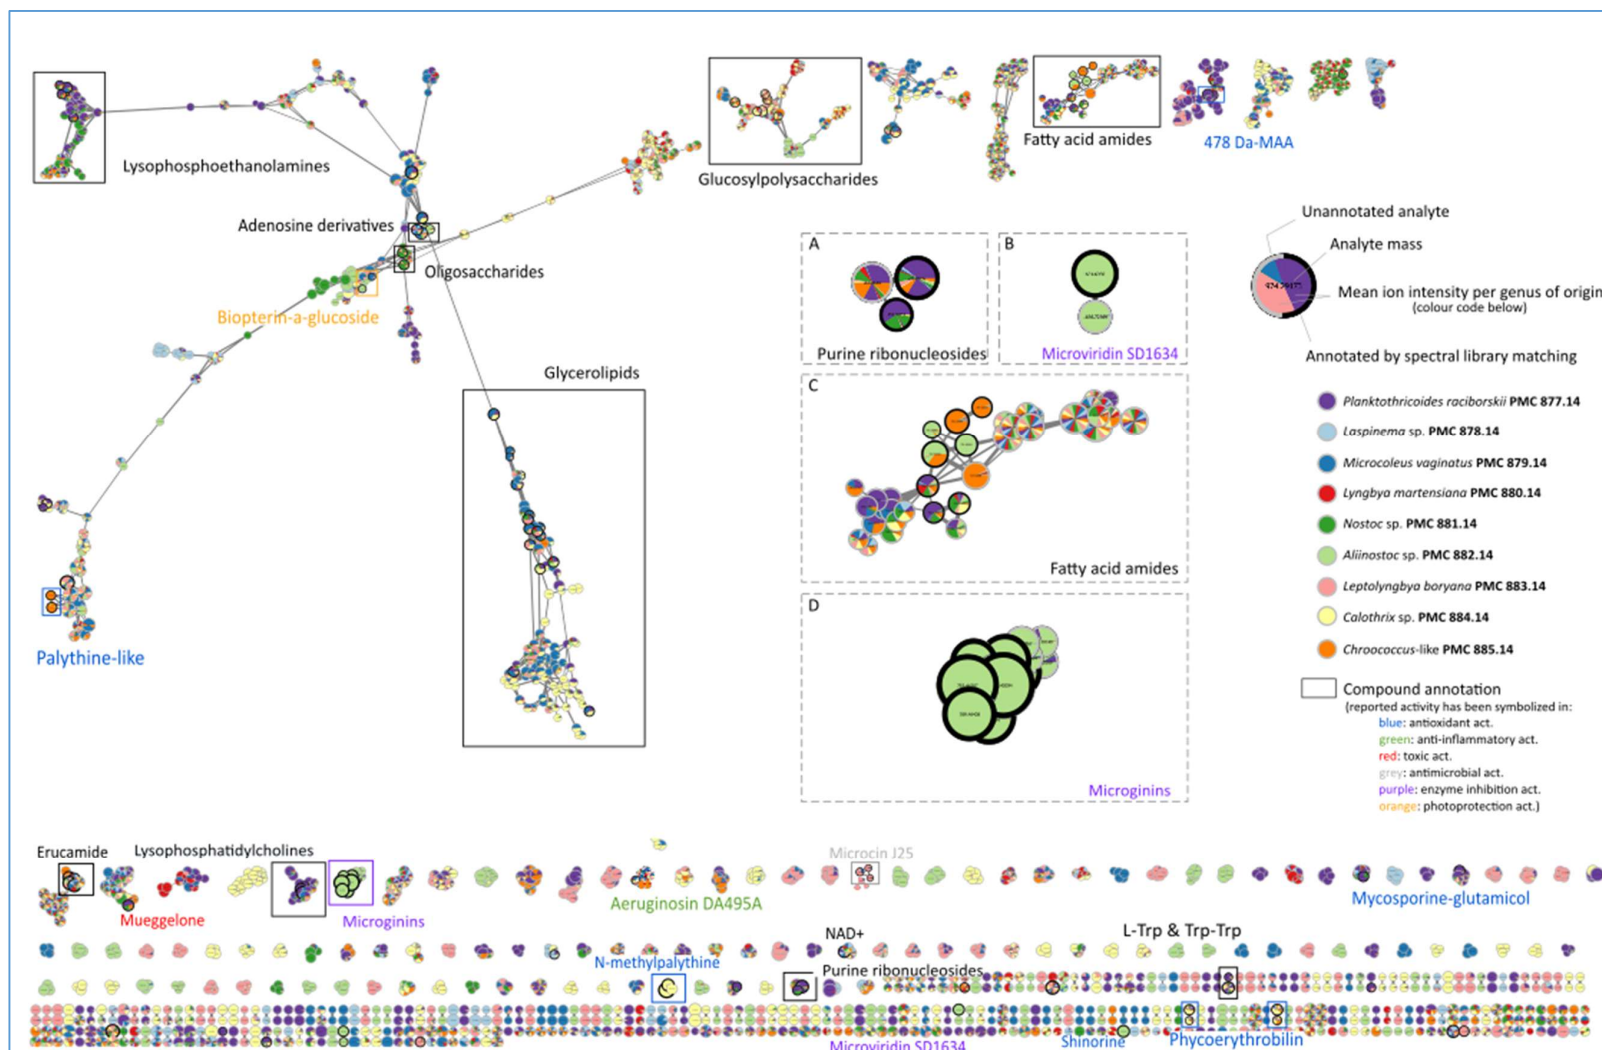 Lysophosphoethanolamines
Glucosylpolysaccharides
Fatty acid amides
478 Da-MAA
Adenosine derivatives
Oligosaccharides
Biopterin-a-glucoside
Glycerolipids
Palythine-like
A
Purine ribonucleosides
B
Microviridin SD1634
C
Fatty acid amides
D
Microginins
Unannotated analyte
Analyte mass
Mean ion intensity per genus of origin
(colour code below)
Annotated by spectral library matching
Planktothricoides raciborskii PMC 877.14
Laspinema sp. PMC 878.14
Microcoleus vaginatus PMC 879.14
Lyngbya martensiana PMC 880.14
Nostoc sp. PMC 881.14
Aliinostoc sp. PMC 882.14
Leptolyngbya boryana PMC 883.14
Calothrix sp. PMC 884.14
Chroococcus-like PMC 885.14
Compound annotation
(reported activity has been symbolized in:
blue: antioxidant act.
green: anti-inflammatory act.
red: toxic act.
grey: antimicrobial act.
purple: enzyme inhibition act.
orange: photoprotection act.)
Erucamide
Lysophosphatidylcholines
Microcin J25
Mueggelone
Microginins
Aeruginosin DA495A
Mycosporine-glutamicol
NAD+
L-Trp & Trp-Trp
N-methylpalythine
Purine ribonucleosides
Microviridin SD1634
Shinorine
Phycoerythrobilin